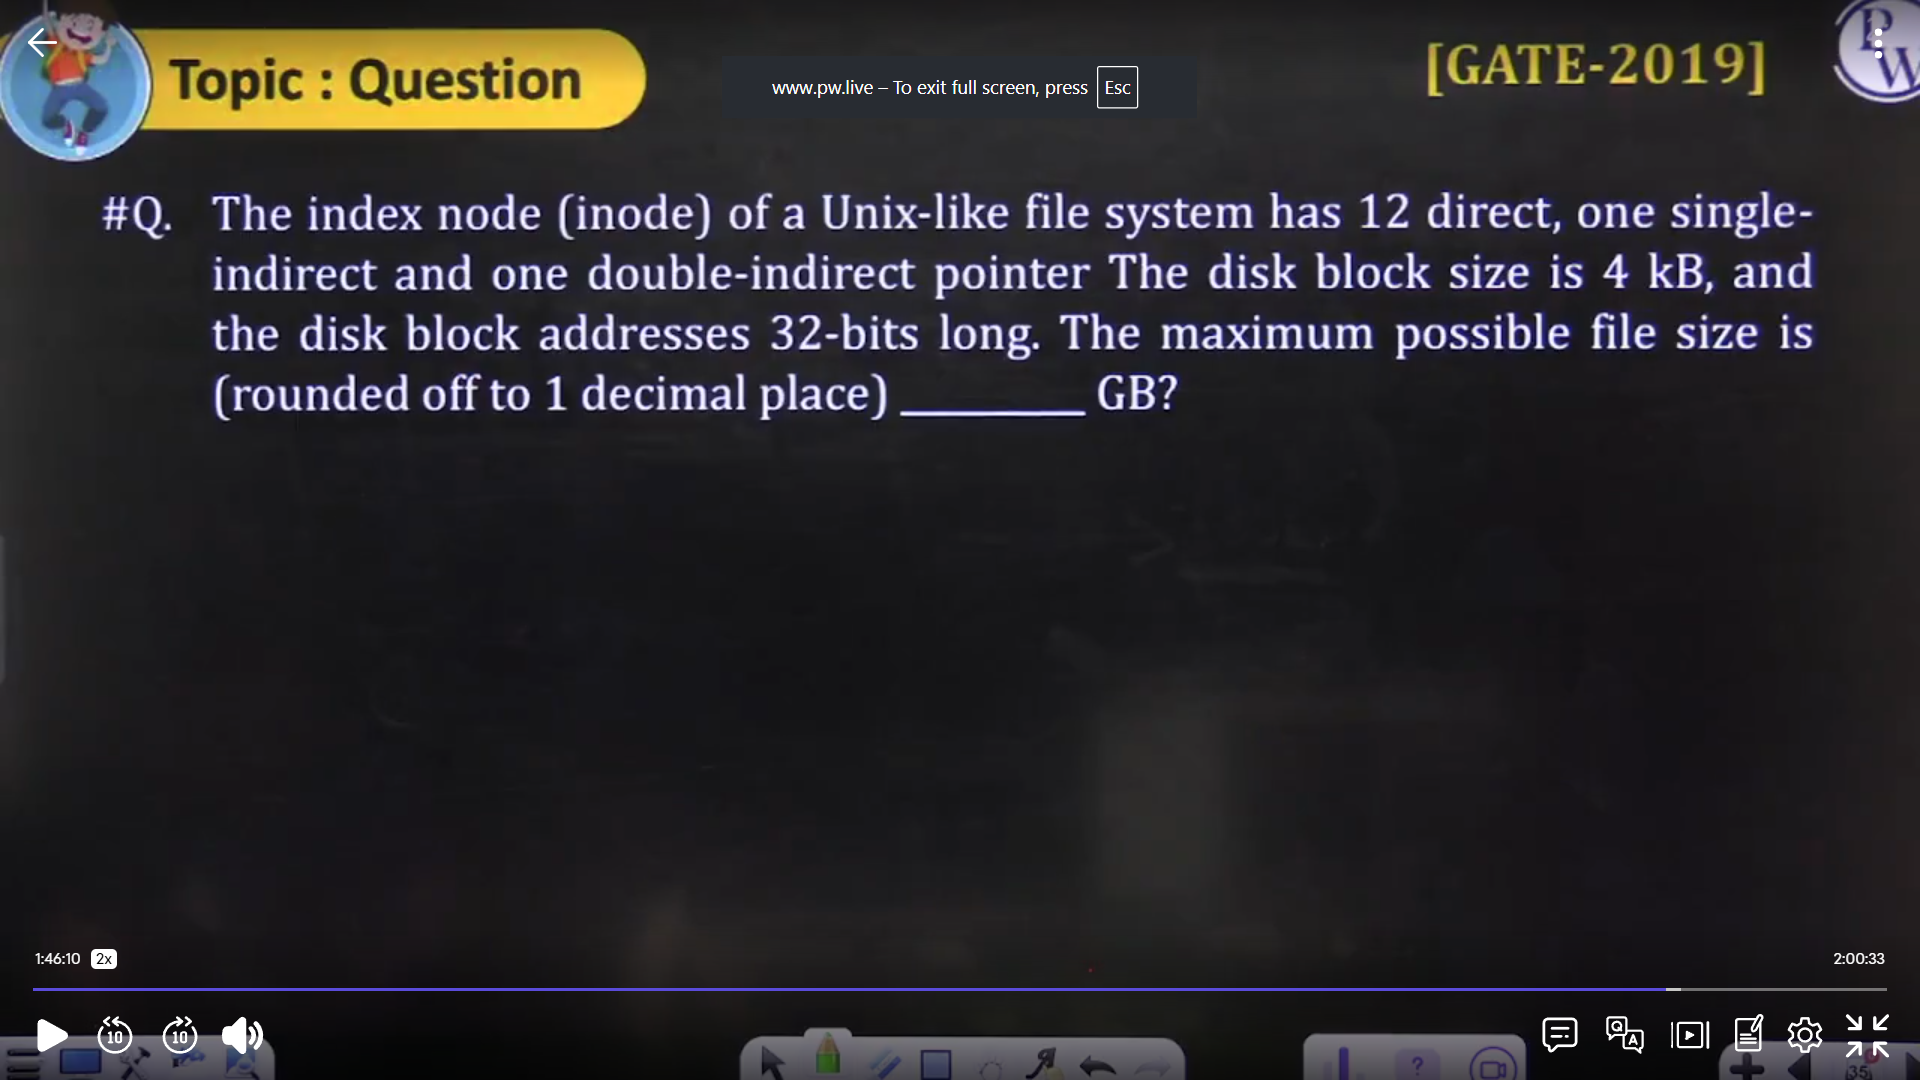 Topic : Question
www.pw.live – To exit full screen, press Esc
[GATE-2019]
P
W
#Q. The index node (inode) of a Unix-like file system has 12 direct, one single-
indirect and one double-indirect pointer The disk block size is 4 kB, and
the disk block addresses 32-bits long. The maximum possible file size is
(rounded off to 1 decimal place) ________ GB?
1:46:10 2x
2:00:33
10
10
Q
A
?
35